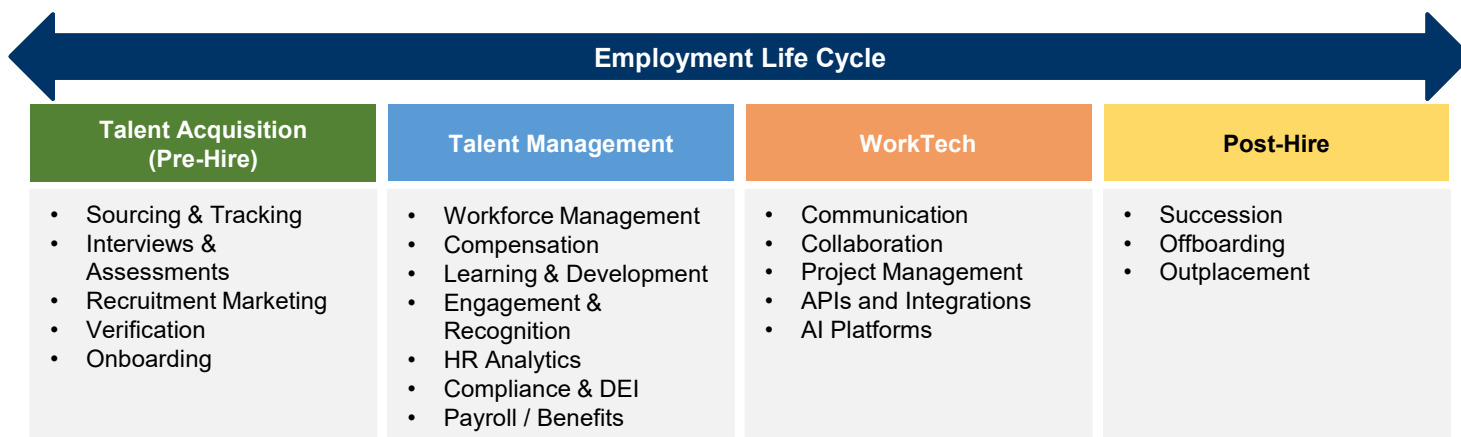 Employment Life Cycle
Talent Acquisition
(Pre-Hire)
• Sourcing & Tracking
• Interviews &
Assessments
• Recruitment Marketing
• Verification
• Onboarding
Talent Management
• Workforce Management
• Compensation
• Learning & Development
• Engagement &
Recognition
• HR Analytics
• Compliance & DEI
• Payroll / Benefits
WorkTech
• Communication
• Collaboration
• Project Management
• APIs and Integrations
• AI Platforms
Post-Hire
• Succession
• Offboarding
• Outplacement